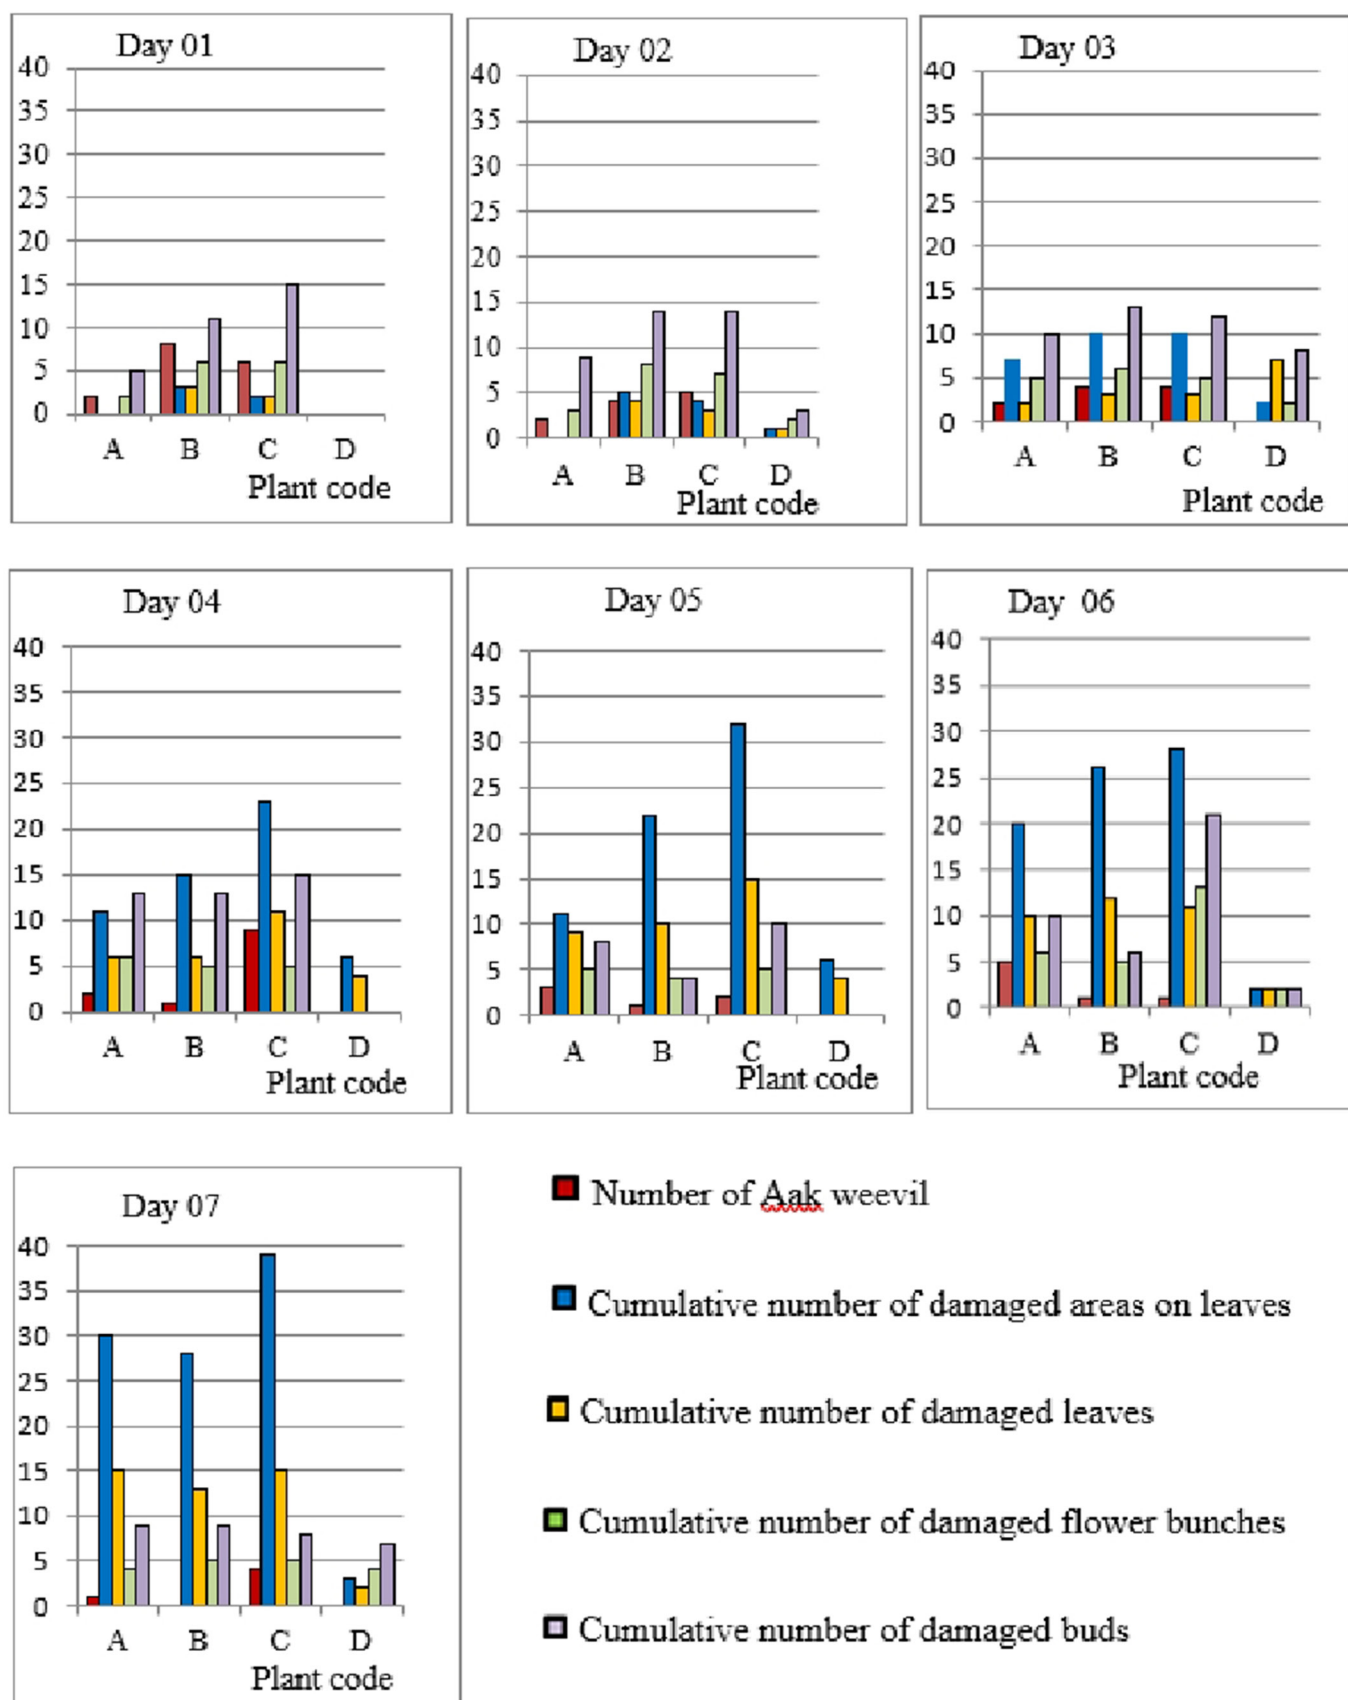 Day 01
40
35
30
25
20
15
10
5
0
A B C D
Plant code
Day 02
40
35
30
25
20
15
10
5
0
A B C D
Plant code
Day 03
40
35
30
25
20
15
10
5
0
A B C D
Plant code
Day 04
40
35
30
25
20
15
10
5
0
A B C D
Plant code
Day 05
40
35
30
25
20
15
10
5
0
A B C D
Plant code
Day 06
40
35
30
25
20
15
10
5
0
A B C D
Plant code
Day 07
40
35
30
25
20
15
10
5
0
A B C D
Plant code
Number of Aak weevil
Cumulative number of damaged areas on leaves
Cumulative number of damaged leaves
Cumulative number of damaged flower bunches
Cumulative number of damaged buds